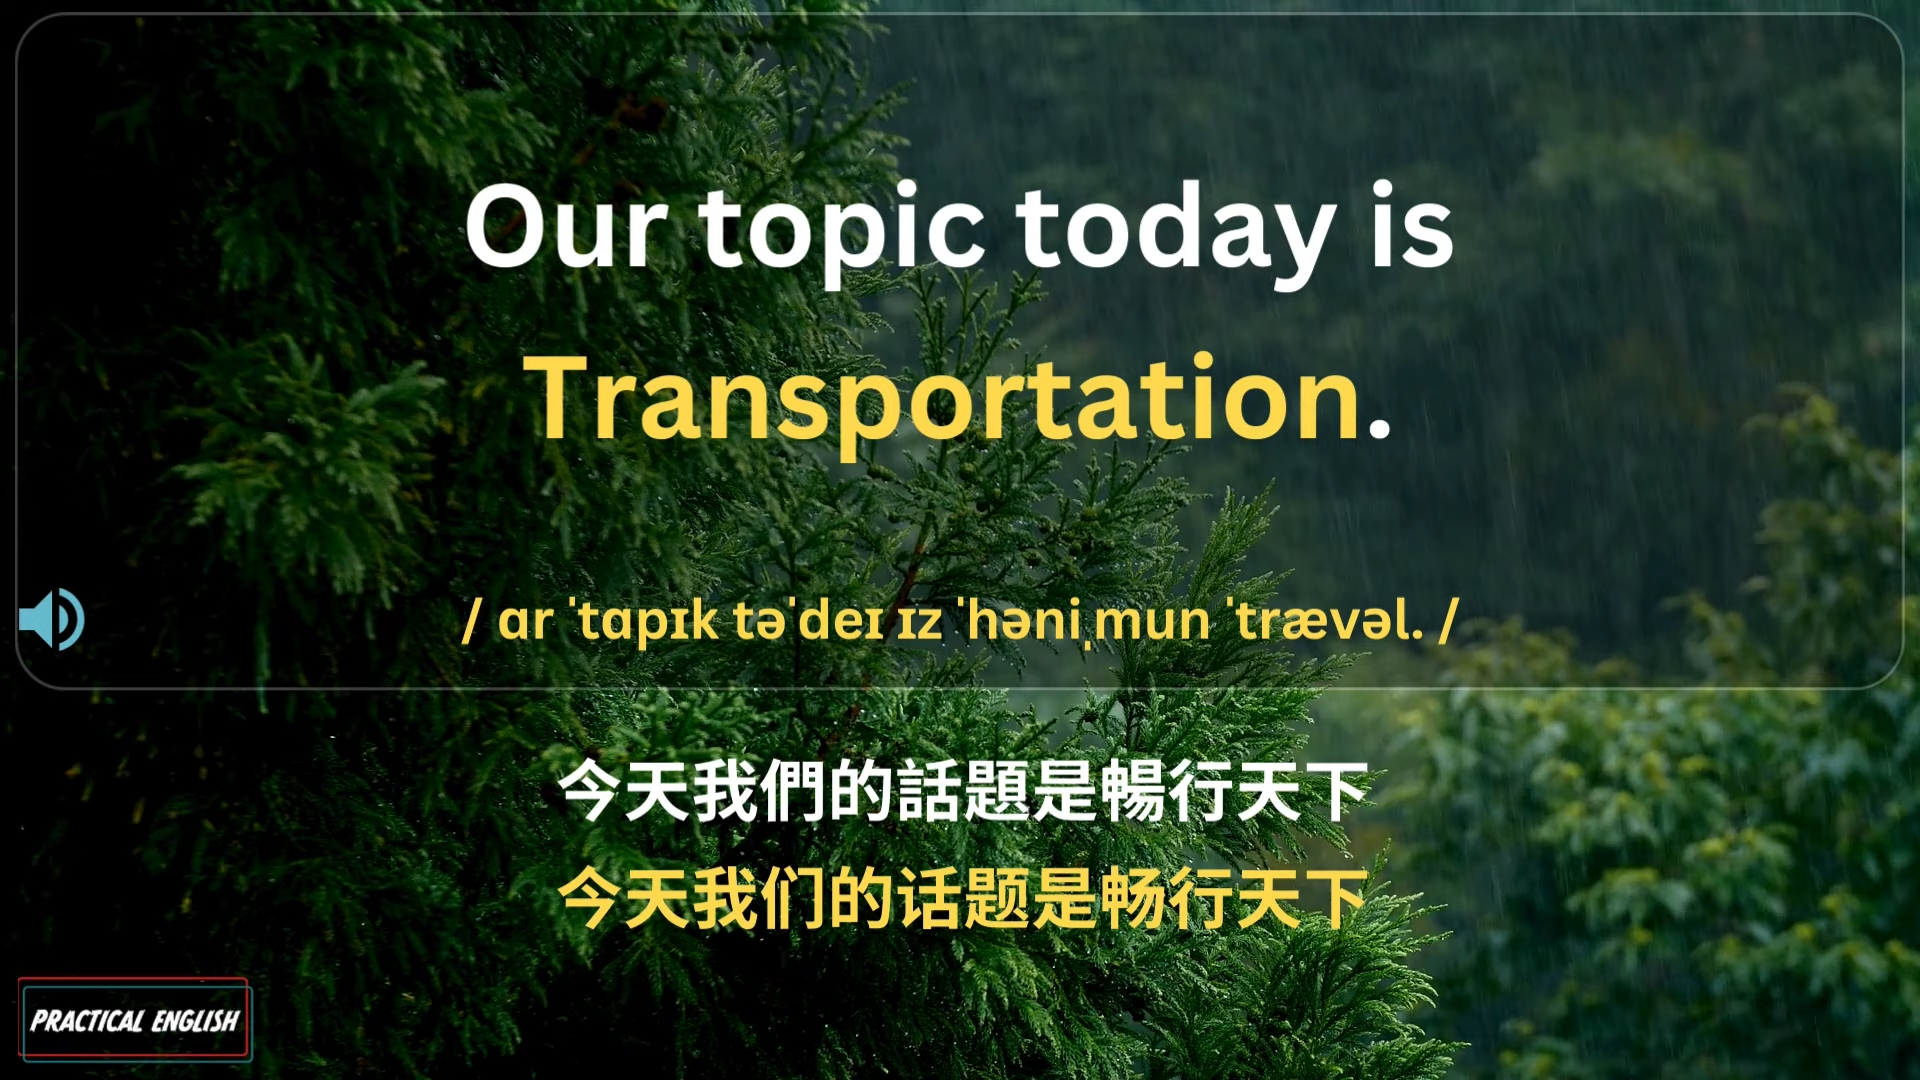 Our topic today is
Transportation.
/ ɑr ˈtɑpɪk təˈdeɪ ɪz ˈhəniˌmun ˈtrævəl. /
今天我們的話題是暢行天下
今天我们的话题是畅行天下
PRACTICAL ENGLISH